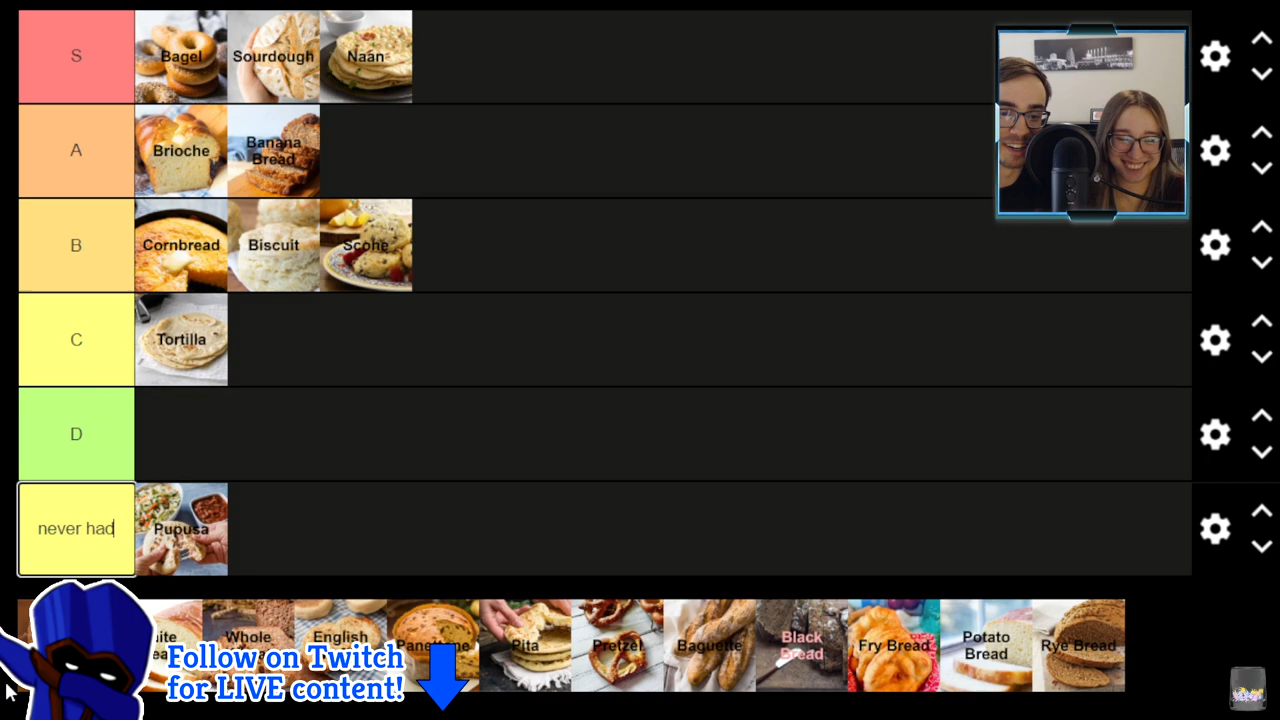 S
Bagel
Sourdough
Naan
A
Brioche
Banana
Bread
B
Cornbread
Biscuit
Scone
C
Tortilla
D
never had
Pupusa
Whole
English
Pita
Pretzel
Baguette
Black
Bread
Fry Bread
Potato
Bread
Rye Bread
Follow on Twitch
for LIVE content!